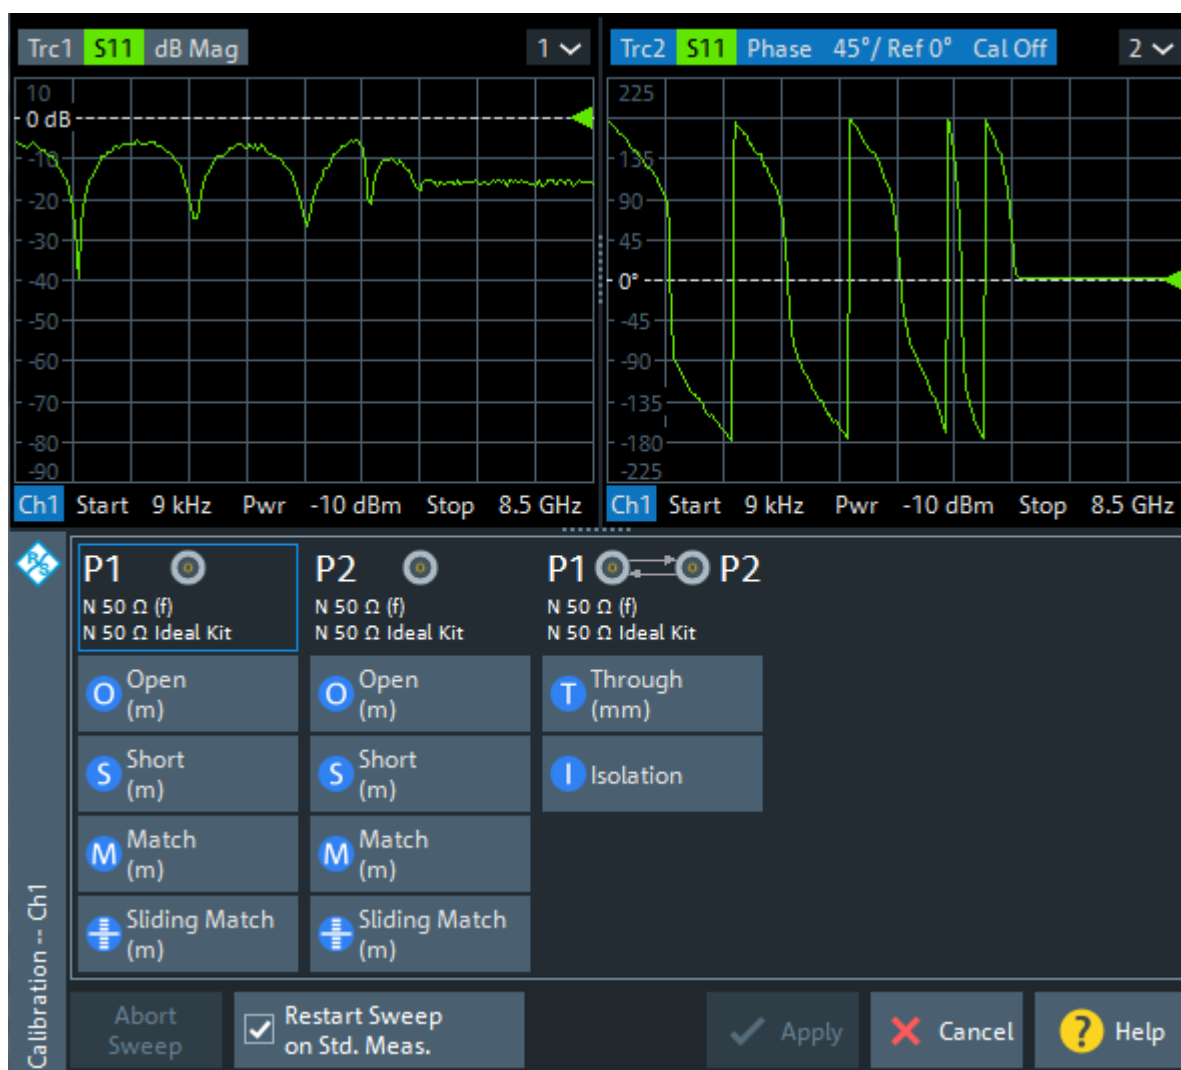 Trc1 S11 dB Mag 1
10
0 dB
-10
-20
-30
-40
-50
-60
-70
-80
-90
Ch1 Start 9 kHz Pwr -10 dBm Stop 8.5 GHz
Trc2 S11 Phase 45°/ Ref 0° Cal Off 2
225
135
90
45
0°
-45
-90
-135
-180
-225
Ch1 Start 9 kHz Pwr -10 dBm Stop 8.5 GHz
R/S
Calibration -- Ch1
P1
N 50 Ω (f)
N 50 Ω Ideal Kit
O Open
(m)
S Short
(m)
M Match
(m)
Sliding Match
(m)
P2
N 50 Ω (f)
N 50 Ω Ideal Kit
O Open
(m)
S Short
(m)
M Match
(m)
Sliding Match
(m)
P1 P2
N 50 Ω (f)
N 50 Ω Ideal Kit
T Through
(mm)
I Isolation
Abort
Sweep
Restart Sweep
on Std. Meas.
Apply
Cancel
? Help